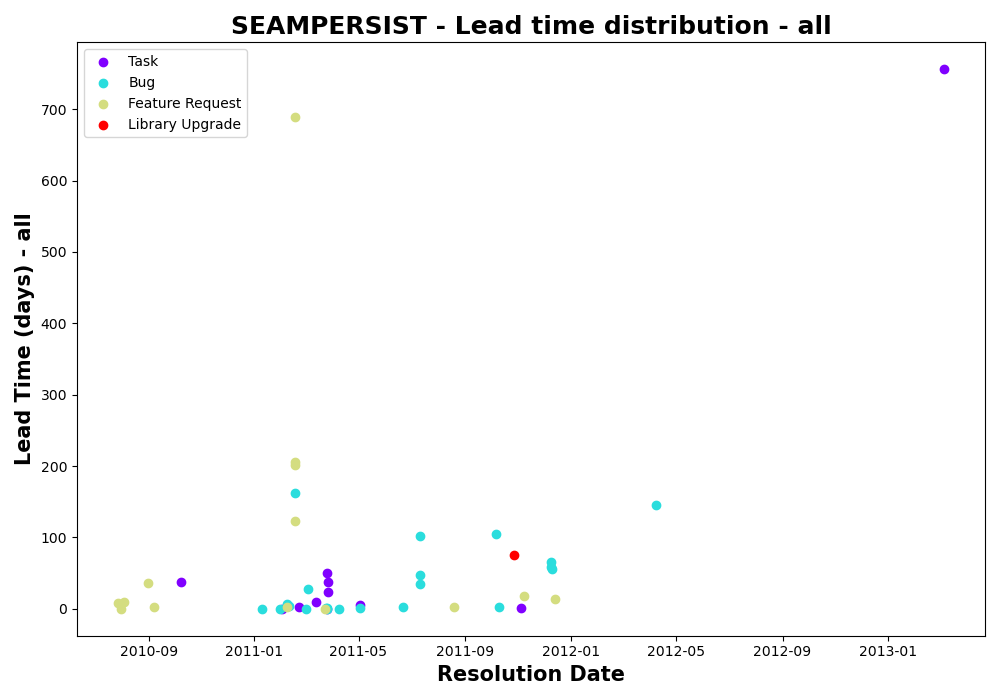 SEAMPERSIST - Lead time distribution - all
Task
Bug
Feature Request
Library Upgrade
Lead Time (days) - all
700
600
500
400
300
200
100
0
2010-09
2011-01
2011-05
2011-09
2012-01
2012-05
2012-09
2013-01
Resolution Date